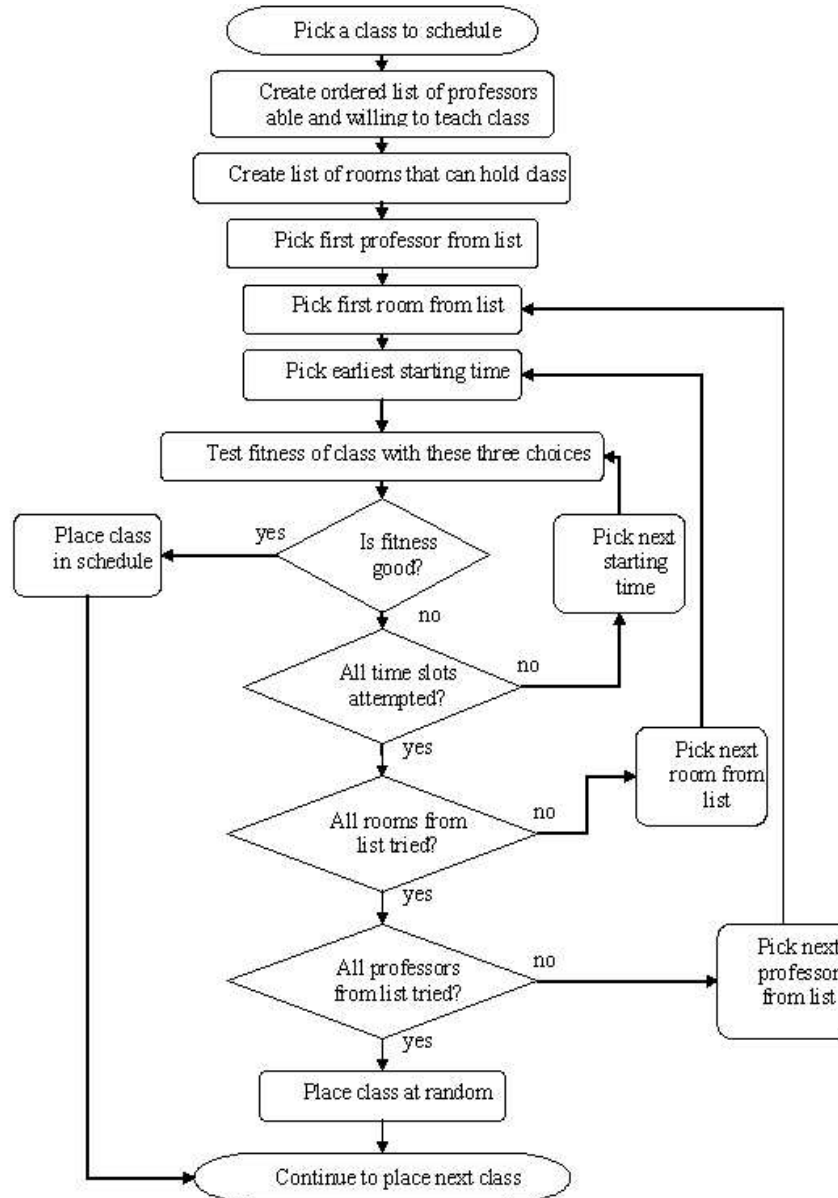 Pick a class to schedule
Create ordered list of professors
able and willing to teach class
Create list of rooms that can hold class
Pick first professor from list
Pick first room from list
Pick earliest starting time
Test fitness of class with these three choices
yes
Place class
in schedule
Is fitness
good?
Pick next
starting
time
no
All time slots
attempted?
no
yes
Pick next
room from
list
All rooms from
list tried?
no
yes
Pick next
professor
from list
All professors
from list tried?
no
yes
Place class at random
Continue to place next class